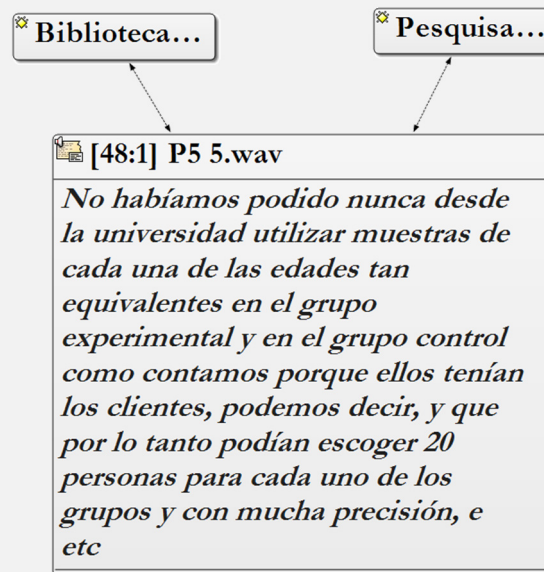 Biblioteca...
Pesquisa...
[48:1] P5 5.wav
No habíamos podido nunca desde
la universidad utilizar muestras de
cada una de las edades tan
equivalentes en el grupo
experimental y en el grupo control
como contamos porque ellos tenían
los clientes, podemos decir, y que
por lo tanto podían escoger 20
personas para cada uno de los
grupos y con mucha precisión, e
etc